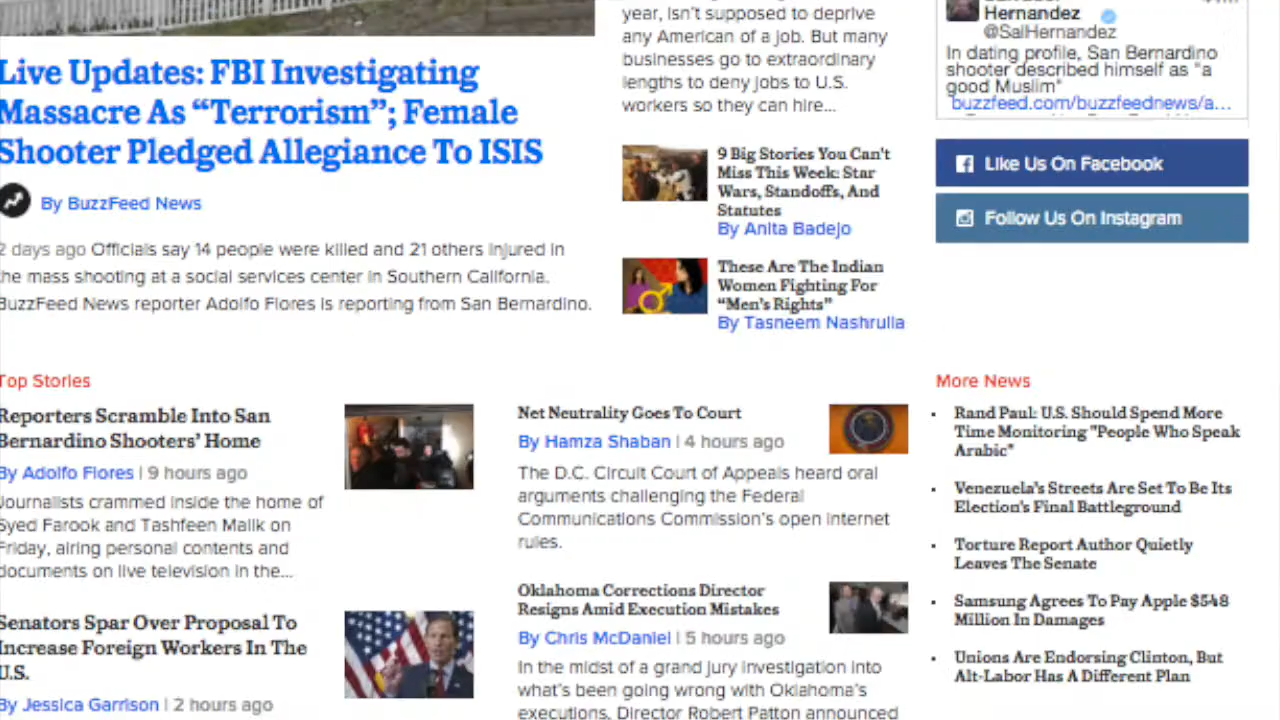 Live Updates: FBI Investigating
Massacre As “Terrorism”; Female
Shooter Pledged Allegiance To ISIS
By BuzzFeed News
2 days ago Officials say 14 people were killed and 21 others injured in
the mass shooting at a social services center in Southern California.
BuzzFeed News reporter Adolfo Flores is reporting from San Bernardino.
year, isn't supposed to deprive
any American of a job. But many
businesses go to extraordinary
lengths to deny jobs to U.S.
workers so they can hire...
9 Big Stories You Can't
Miss This Week: Star
Wars, Standoffs, And
Statutes
By Anita Badejo
These Are The Indian
Women Fighting For
“Men's Rights”
By Tasneem Nashrulla
Hernandez
@SalHernandez
In dating profile, San Bernardino
shooter described himself as "a
good Muslim"
buzzfeed.com/buzzfeednews/a...
Like Us On Facebook
Follow Us On Instagram
Top Stories
Reporters Scramble Into San
Bernardino Shooters’ Home
By Adolfo Flores | 9 hours ago
Journalists crammed inside the home of
Syed Farook and Tashfeen Malik on
Friday, airing personal contents and
documents on live television in the...
Senators Spar Over Proposal To
Increase Foreign Workers In The
U.S.
By Jessica Garrison | 2 hours ago
Net Neutrality Goes To Court
By Hamza Shaban | 4 hours ago
The D.C. Circuit Court of Appeals heard oral
arguments challenging the Federal
Communications Commission’s open internet
rules.
Oklahoma Corrections Director
Resigns Amid Execution Mistakes
By Chris McDaniel | 5 hours ago
In the midst of a grand jury investigation into
what’s been going wrong with Oklahoma’s
executions, Director Robert Patton announced
More News
Rand Paul: U.S. Should Spend More
Time Monitoring "People Who Speak
Arabic"
Venezuela's Streets Are Set To Be Its
Election's Final Battleground
Torture Report Author Quietly
Leaves The Senate
Samsung Agrees To Pay Apple $548
Million In Damages
Unions Are Endorsing Clinton, But
Alt-Labor Has A Different Plan